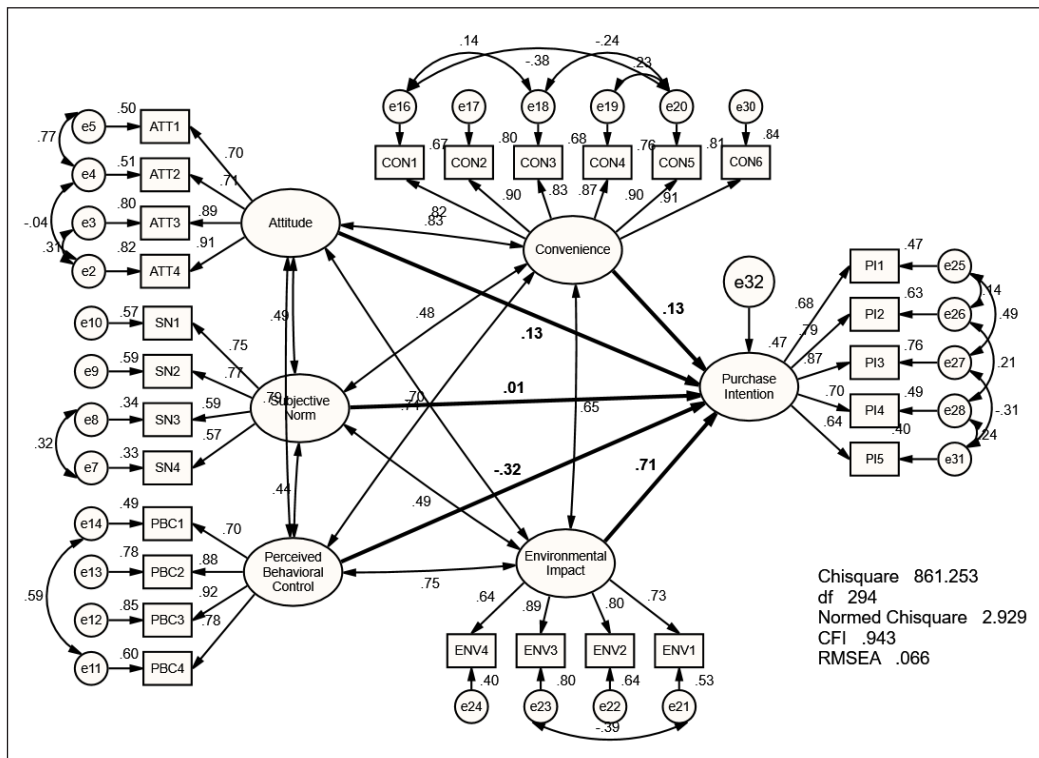 .14
-.24
-.38
.23
e16
e17
e18
e19
e20
e30
.67
.80
.68
.76
.81
.84
CON1
CON2
CON3
CON4
CON5
CON6
.82
.90
.83
.87
.90
.91
.83
Convenience
e5
.50
ATT1
.77
.70
e4
.51
ATT2
.71
e3
.80
ATT3
.89
Attitude
-.04
.31
e2
.82
ATT4
.91
e10
.57
SN1
.75
e9
.59
SN2
.77
e8
.34
SN3
.59
Subjective
Norm
.32
e7
.33
SN4
.57
.49
.79
.48
.70
.71
.65
.44
.49
.75
.13
.13
.01
-.32
.71
e14
.49
PBC1
.70
e13
.78
PBC2
.88
Perceived
Behavioral
Control
.59
e12
.85
PBC3
.92
e11
.60
PBC4
.78
e32
.47
Purchase
Intention
.68
.79
.87
.70
.64
PI1
.47
e25
.14
PI2
.63
e26
.49
PI3
.76
e27
.21
PI4
.49
e28
-.31
PI5
.40
e31
.24
Environmental
Impact
.64
.89
.80
.73
ENV4
ENV3
ENV2
ENV1
.40
.80
.64
.53
e24
e23
e22
e21
-.39
Chisquare 861.253
df 294
Normed Chisquare 2.929
CFI .943
RMSEA .066